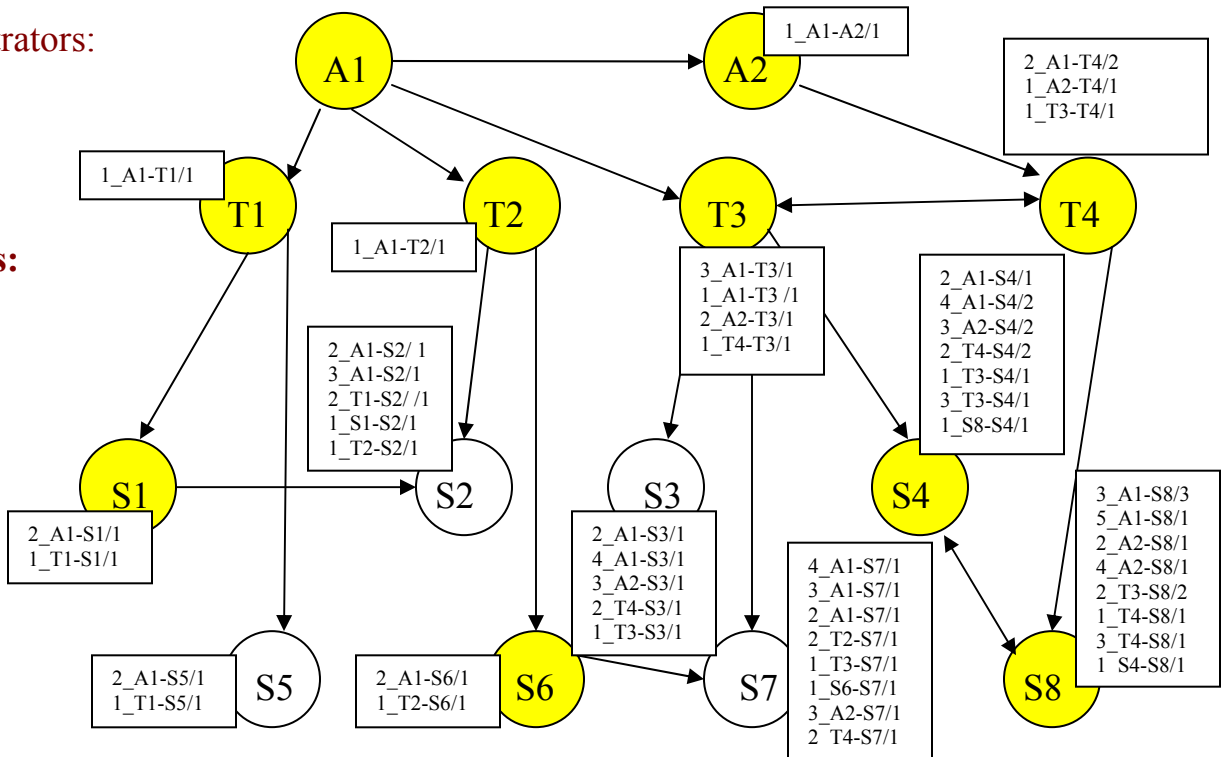 trators:
A1
A2
1_A1-A2/1
2_A1-T4/2
1_A2-T4/1
1_T3-T4/1
1_A1-T1/1
T1
T2
T3
T4
1_A1-T2/1
s:
3_A1-T3/1
1_A1-T3 /1
2_A2-T3/1
1_T4-T3/1
2_A1-S4/1
4_A1-S4/2
3_A2-S4/2
2_T4-S4/2
1_T3-S4/1
3_T3-S4/1
1_S8-S4/1
2_A1-S2/ 1
3_A1-S2/1
2_T1-S2/ /1
1_S1-S2/1
1_T2-S2/1
S1
S2
S3
S4
2_A1-S1/1
1_T1-S1/1
2_A1-S3/1
4_A1-S3/1
3_A2-S3/1
2_T4-S3/1
1_T3-S3/1
4_A1-S7/1
3_A1-S7/1
2_A1-S7/1
2_T2-S7/1
1_T3-S7/1
1_S6-S7/1
3_A2-S7/1
2_T4-S7/1
3_A1-S8/3
5_A1-S8/1
2_A2-S8/1
4_A2-S8/1
2_T3-S8/2
1_T4-S8/1
3_T4-S8/1
1_S4-S8/1
2_A1-S5/1
1_T1-S5/1
S5
2_A1-S6/1
1_T2-S6/1
S6
S7
S8